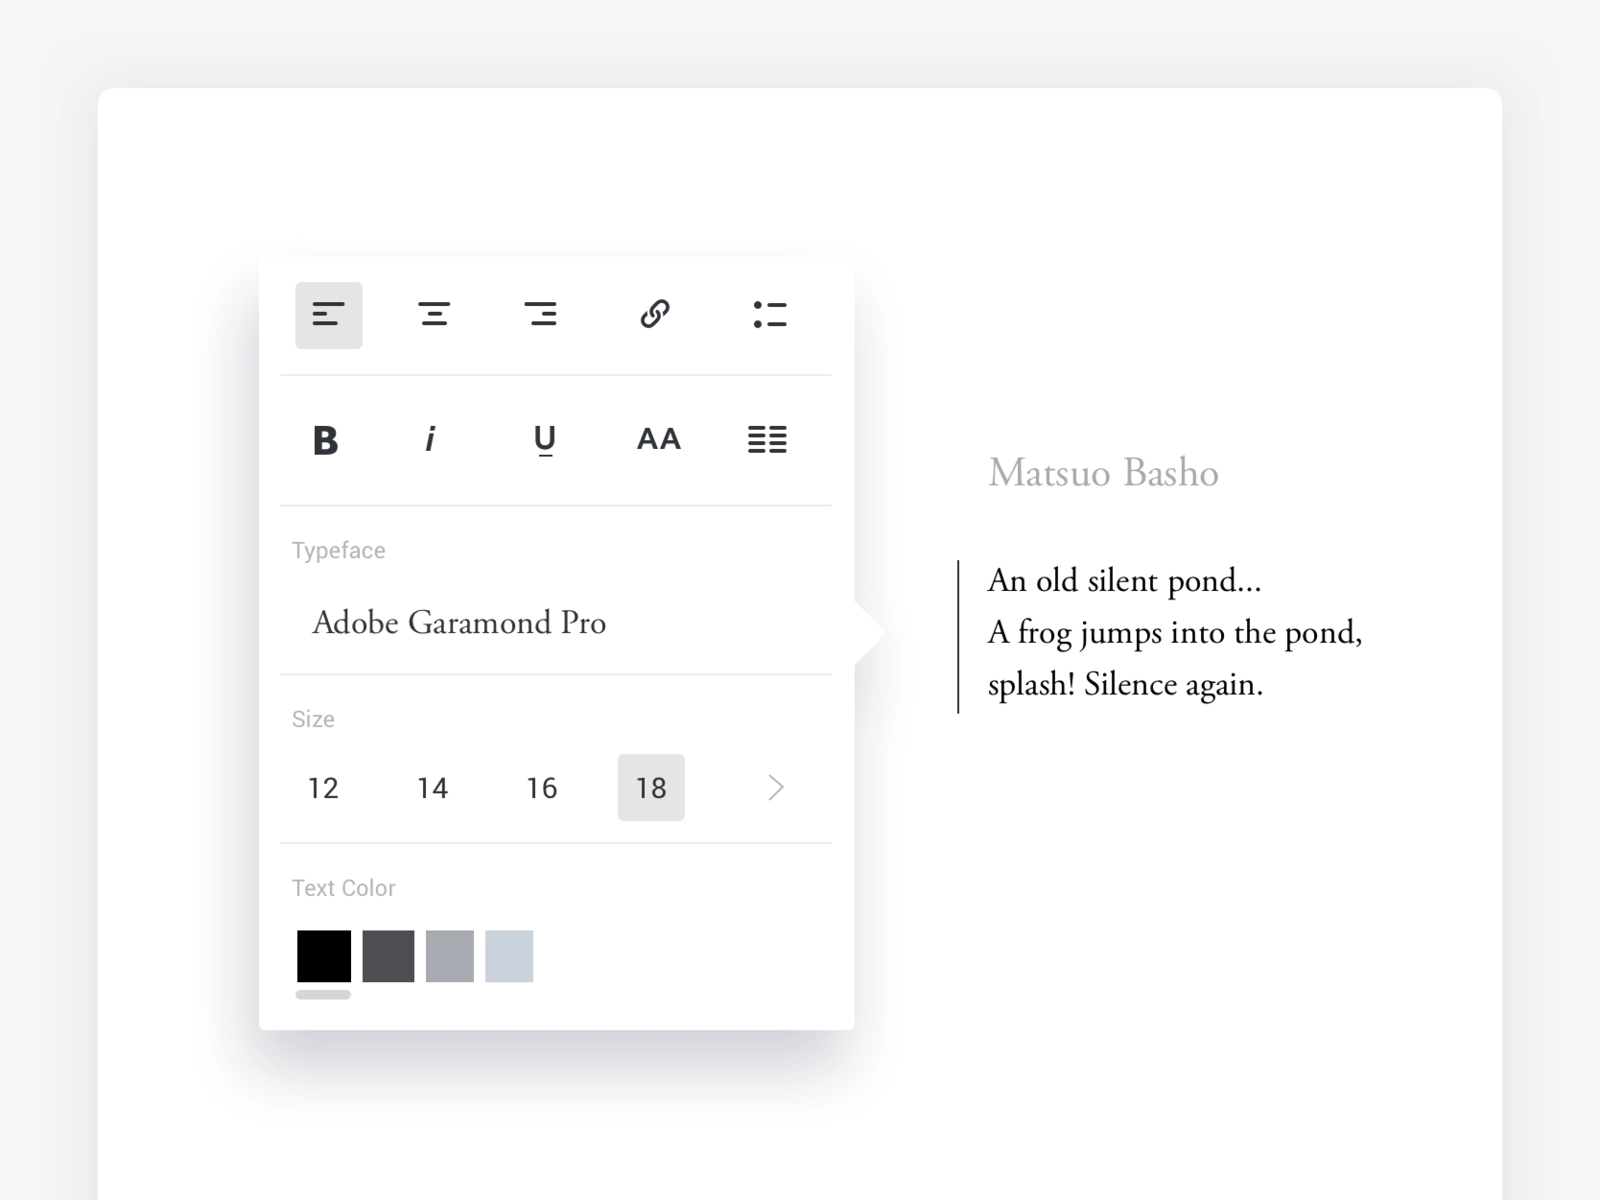 B i U AA
Typeface
Adobe Garamond Pro
Size
12 14 16 18
Text Color
Matsuo Basho
An old silent pond...
A frog jumps into the pond,
splash! Silence again.